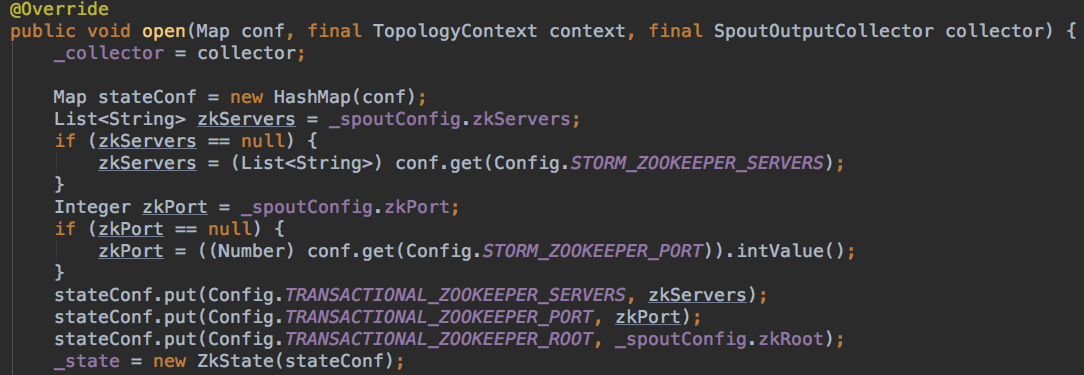 @Override
public void open(Map conf, final TopologyContext context, final SpoutOutputCollector collector) {
    _collector = collector;

    Map stateConf = new HashMap(conf);
    List<String> zkServers = _spoutConfig.zkServers;
    if (zkServers == null) {
        zkServers = (List<String>) conf.get(Config.STORM_ZOOKEEPER_SERVERS);
    }
    Integer zkPort = _spoutConfig.zkPort;
    if (zkPort == null) {
        zkPort = ((Number) conf.get(Config.STORM_ZOOKEEPER_PORT)).intValue();
    }
    stateConf.put(Config.TRANSACTIONAL_ZOOKEEPER_SERVERS, zkServers);
    stateConf.put(Config.TRANSACTIONAL_ZOOKEEPER_PORT, zkPort);
    stateConf.put(Config.TRANSACTIONAL_ZOOKEEPER_ROOT, _spoutConfig.zkRoot);
    _state = new ZkState(stateConf);